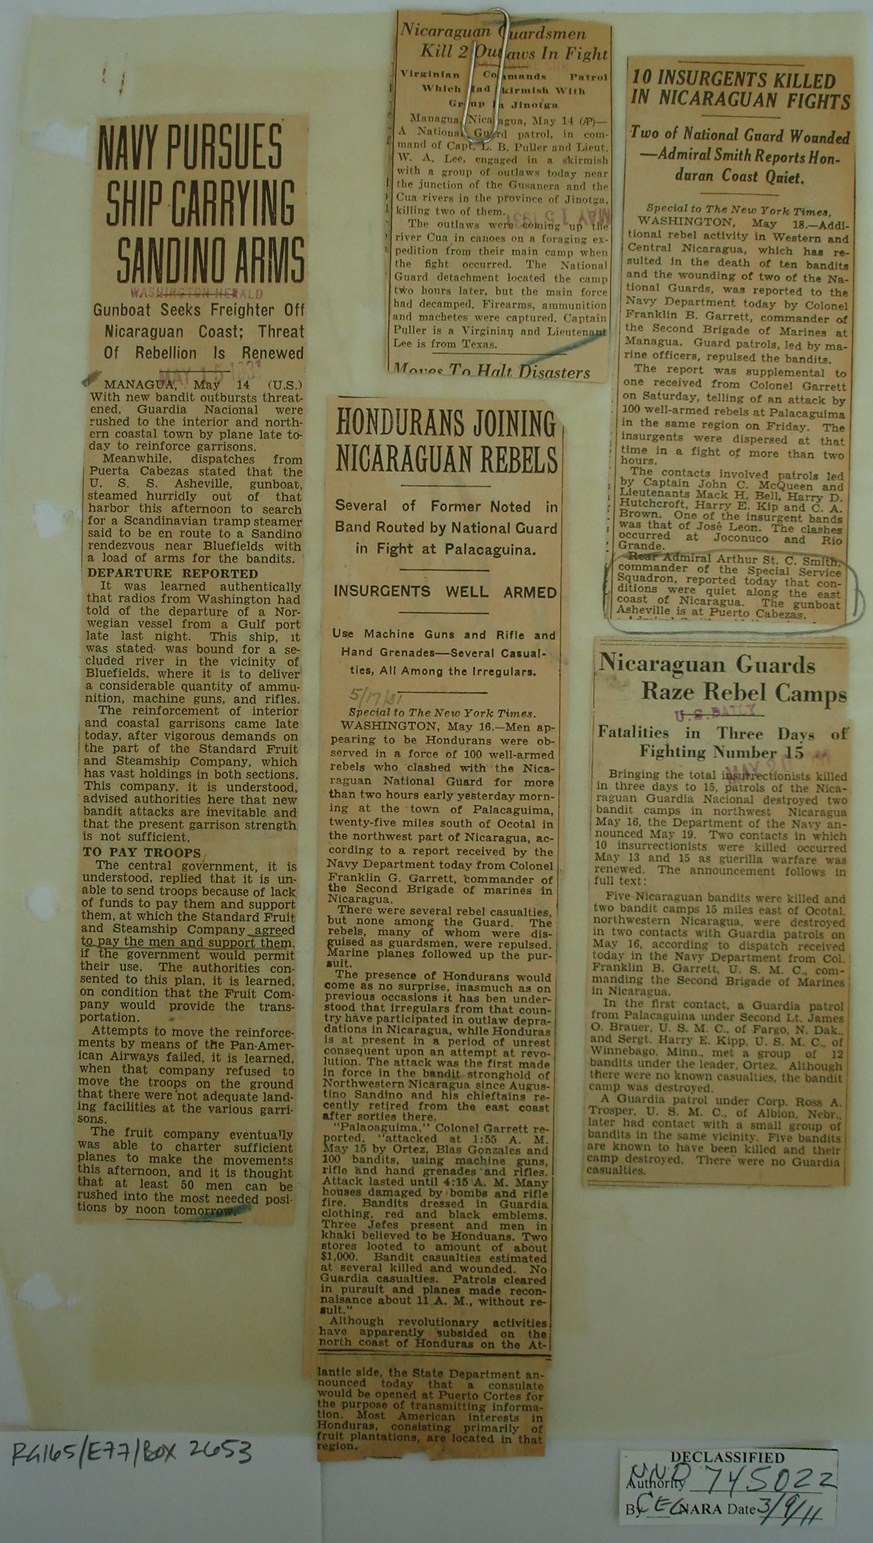 NAVY PURSUES
SHIP CARRYING
SANDINO ARMS
WASHINGTON HERALD
Gunboat Seeks Freighter Off
Nicaraguan Coast; Threat
Of Rebellion Is Renewed
MANAGUA, May 14 (U.S.)
With new bandit outbursts threat-
ened, Guardia Nacional were
rushed to the interior and north-
ern coastal town by plane late to-
day to reinforce garrisons.
Meanwhile, dispatches from
Puerta Cabezas stated that the
U. S. S. Asheville, gunboat,
steamed hurridly out of that
harbor this afternoon to search
for a Scandinavian tramp steamer
said to be en route to a Sandino
rendezvous near Bluefields with
a load of arms for the bandits.
DEPARTURE REPORTED
It was learned authentically
that radios from Washington had
told of the departure of a Nor-
wegian vessel from a Gulf port
late last night. This ship, it
was stated was bound for a se-
cluded river in the vicinity of
Bluefields, where it is to deliver
a considerable quantity of ammu-
nition, machine guns, and rifles.
The reinforcement of interior
and coastal garrisons came late
today, after vigorous demands on
the part of the Standard Fruit
and Steamship Company, which
has vast holdings in both sections.
This company, it is understood,
advised authorities here that new
bandit attacks are inevitable and
that the present garrison strength
is not sufficient.
TO PAY TROOPS
The central government, it is
understood, replied that it is un-
able to send troops because of lack
of funds to pay them and support
them, at which the Standard Fruit
and Steamship Company agreed
to pay the men and support them,
if the government would permit
their use. The authorities con-
sented to this plan, it is learned,
on condition that the Fruit Com-
pany would provide the trans-
portation.
Attempts to move the reinforce-
ments by means of the Pan-Amer-
ican Airways failed, it is learned,
when that company refused to
move the troops on the ground
that there were not adequate land-
ing facilities at the various garri-
sons.
The fruit company eventually
was able to charter sufficient
planes to make the movements
this afternoon, and it is thought
that at least 50 men can be
rushed into the most needed posi-
tions by noon tomorrow.
Nicaraguan Guardsmen
Kill 2 Outlaws In Fight
Virginian Commands Patrol
Which Had Skirmish With
Group In Jinotga
Managua, Nicaragua, May 14 (AP)—
A National Guard patrol, in com-
mand of Capt. L. B. Puller and Lieut.
W. A. Lee, engaged in a skirmish
with a group of outlaws today near
the junction of the Gusanera and the
Cua rivers in the province of Jinotga,
killing two of them.
MAY 15 1931
The outlaws were coming up the
river Cua in canoes on a foraging ex-
pedition from their main camp when
the fight occurred. The National
Guard detachment located the camp
two hours later, but the main force
had decamped. Firearms, ammunition
and machetes were captured. Captain
Puller is a Virginian and Lieutenant
Lee is from Texas.
Moves To Halt Disasters
HONDURANS JOINING
NICARAGUAN REBELS
Several of Former Noted in
Band Routed by National Guard
in Fight at Palacaguina.
INSURGENTS WELL ARMED
Use Machine Guns and Rifle and
Hand Grenades—Several Casual-
ties, All Among the Irregulars.
5/17/31
Special to The New York Times.
WASHINGTON, May 16.—Men ap-
pearing to be Hondurans were ob-
served in a force of 100 well-armed
rebels who clashed with the Nica-
raguan National Guard for more
than two hours early yesterday morn-
ing at the town of Palacaguima,
twenty-five miles south of Ocotal in
the northwest part of Nicaragua, ac-
cording to a report received by the
Navy Department today from Colonel
Franklin G. Garrett, commander of
the Second Brigade of marines in
Nicaragua.
There were several rebel casualties,
but none among the Guard. The
rebels, many of whom were dis-
guised as guardsmen, were repulsed.
Marine planes followed up the pur-
suit.
The presence of Hondurans would
come as no surprise, inasmuch as on
previous occasions it has ben under-
stood that irregulars from that coun-
try have participated in outlaw depra-
dations in Nicaragua, while Honduras
is at present in a period of unrest
consequent upon an attempt at revo-
lution. The attack was the first made
in force in the bandit stronghold of
Northwestern Nicaragua since Augus-
tino Sandino and his chieftains re-
cently retired from the east coast
after sorties there.
"Palaoaguima," Colonel Garrett re-
ported, "attacked at 1:55 A. M.
May 15 by Ortez, Blas Gonzales and
100 bandits, using machine guns,
rifle and hand grenades and rifles.
Attack lasted until 4:15 A. M. Many
houses damaged by bombs and rifle
fire. Bandits dressed in Guardia
clothing, red and black emblems.
Three Jefes present and men in
khaki believed to be Honduans. Two
stores looted to amount of about
$1,000. Bandit casualties estimated
at several killed and wounded. No
Guardia casualties. Patrols cleared
in pursuit and planes made recon-
naisance about 11 A. M., without re-
sult."
Although revolutionary activities
have apparently subsided on the
north coast of Honduras on the At-
lantic side, the State Department an-
nounced today that a consulate
would be opened at Puerto Cortes for
the purpose of transmitting informa-
tion. Most American interests in
Honduras, consisting primarily of
fruit plantations, are located in that
region.
10 INSURGENTS KILLED
IN NICARAGUAN FIGHTS
Two of National Guard Wounded
—Admiral Smith Reports Hon-
duran Coast Quiet.
Special to The New York Times.
WASHINGTON, May 18.—Addi-
tional rebel activity in Western and
Central Nicaragua, which has re-
sulted in the death of ten bandits
and the wounding of two of the Na-
tional Guards, was reported to the
Navy Department today by Colonel
Franklin B. Garrett, commander of
the Second Brigade of Marines at
Managua. Guard patrols, led by ma-
rine officers, repulsed the bandits.
The report was supplemental to
one received from Colonel Garrett
on Saturday, telling of an attack by
100 well-armed rebels at Palacaguima
in the same region on Friday. The
insurgents were dispersed at that
time in a fight of more than two
hours.
The contacts involved patrols led
by Captain John C. McQueen and
Lieutenants Mack H. Bell, Harry D.
Hutchcroft, Harry E. Kip and C. A.
Brown. One of the insurgent bands
was that of José Leon. The clashes
occurred at Joconuco and Rio
Grande.
Rear Admiral Arthur St. C. Smith,
commander of the Special Service
Squadron, reported today that con-
ditions were quiet along the east
coast of Nicaragua. The gunboat
Asheville is at Puerto Cabezas.
Nicaraguan Guards
Raze Rebel Camps
U.S. DAILY
Fatalities in Three Days of
Fighting Number 15
Bringing the total insurrectionists killed
in three days to 15, patrols of the Nica-
raguan Guardia Nacional destroyed two
bandit camps in northwest Nicaragua
May 16, the Department of the Navy an-
nounced May 19. Two contacts in which
10 insurrectionists were killed occurred
May 13 and 15 as guerilla warfare was
renewed. The announcement follows in
full text:
Five Nicaraguan bandits were killed and
two bandit camps 15 miles east of Ocotal,
northwestern Nicaragua, were destroyed
in two contacts with Guardia patrols on
May 16, according to dispatch received
today in the Navy Department from Col.
Franklin B. Garrett, U. S. M. C., com-
manding the Second Brigade of Marines
in Nicaragua.
In the first contact, a Guardia patrol
from Palacaguina under Second Lt. James
O. Brauer, U. S. M. C., of Fargo, N. Dak.,
and Sergt. Harry E. Kipp, U. S. M. C., of
Winnebago, Minn., met a group of 12
bandits under the leader, Ortez. Although
there were no known casualties, the bandit
camp was destroyed.
A Guardia patrol under Corp. Ross A.
Trosper, U. S. M. C., of Albion, Nebr.,
later had contact with a small group of
bandits in the same vicinity. Five bandits
are known to have been killed and their
camp destroyed. There were no Guardia
casualties.
RG165/E77/BOX 2653
DECLASSIFIED
Authority NND 745022
By CEG NARA Date 3/9/11